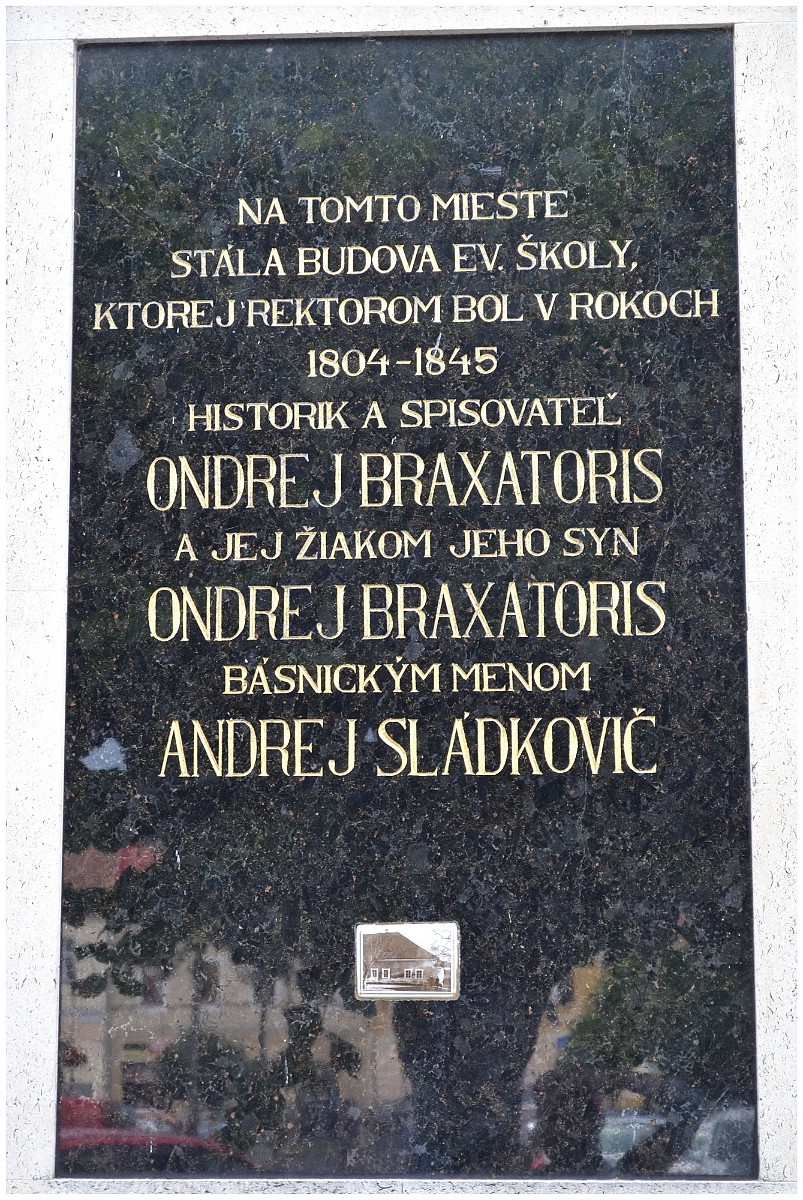 NA TOMTO MIESTE
STÁLA BUDOVA EV. ŠKOLY,
KTOREJ REKTOROM BOL V ROKOCH
1804-1845
HISTORIK A SPISOVATEĽ
ONDREJ BRAXATORIS
A JEJ ŽIAKOM JEHO SYN
ONDREJ BRAXATORIS
BÁSNICKÝM MENOM
ANDREJ SLÁDKOVIČ